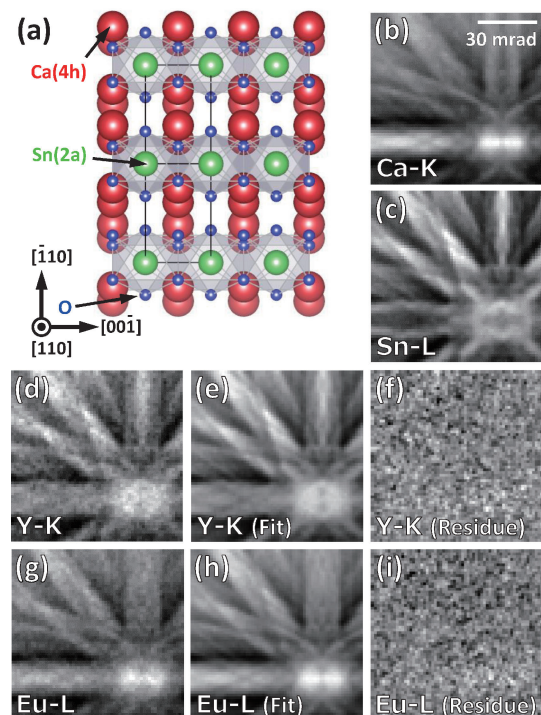 (a)
Ca(4h)
Sn(2a)
O
[1̄10]
[110]
[001̄]
(b)
30 mrad
Ca-K
(c)
Sn-L
(d)
Y-K
(e)
Y-K (Fit)
(f)
Y-K (Residue)
(g)
Eu-L
(h)
Eu-L (Fit)
(i)
Eu-L (Residue)